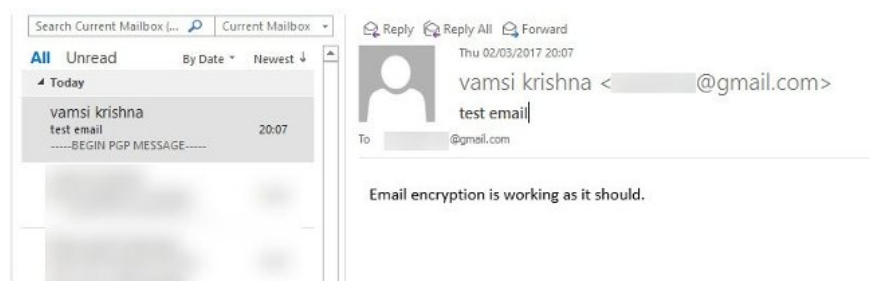 Search Current Mailbox (... Current Mailbox
All Unread By Date Newest ↓
Today
vamsi krishna
test email 20:07
-----BEGIN PGP MESSAGE-----
Reply Reply All Forward
Thu 02/03/2017 20:07
vamsi krishna < @gmail.com>
test email
To @gmail.com
Email encryption is working as it should.